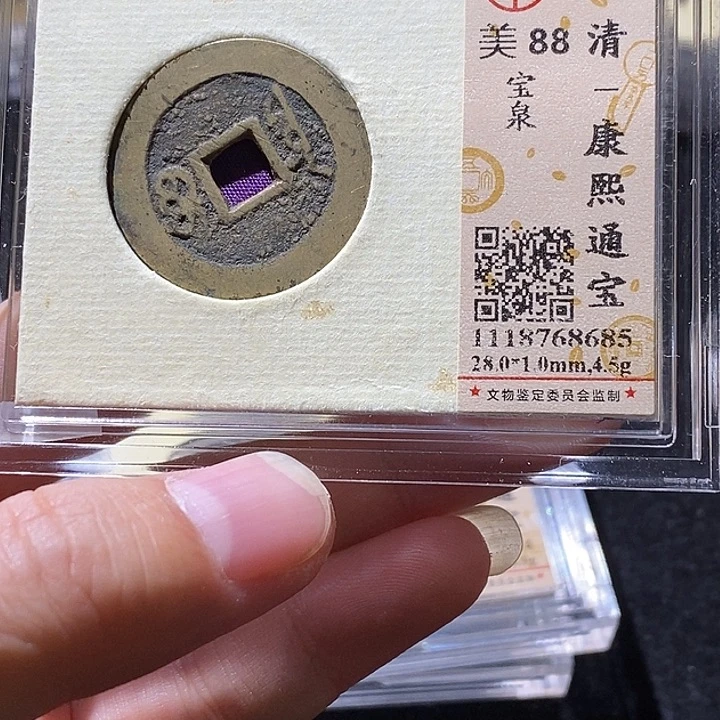 清一康熙通宝
美 88
宝泉
1118768685
28.0*1.0mm,4.5g
★文物鉴定委员会监制★